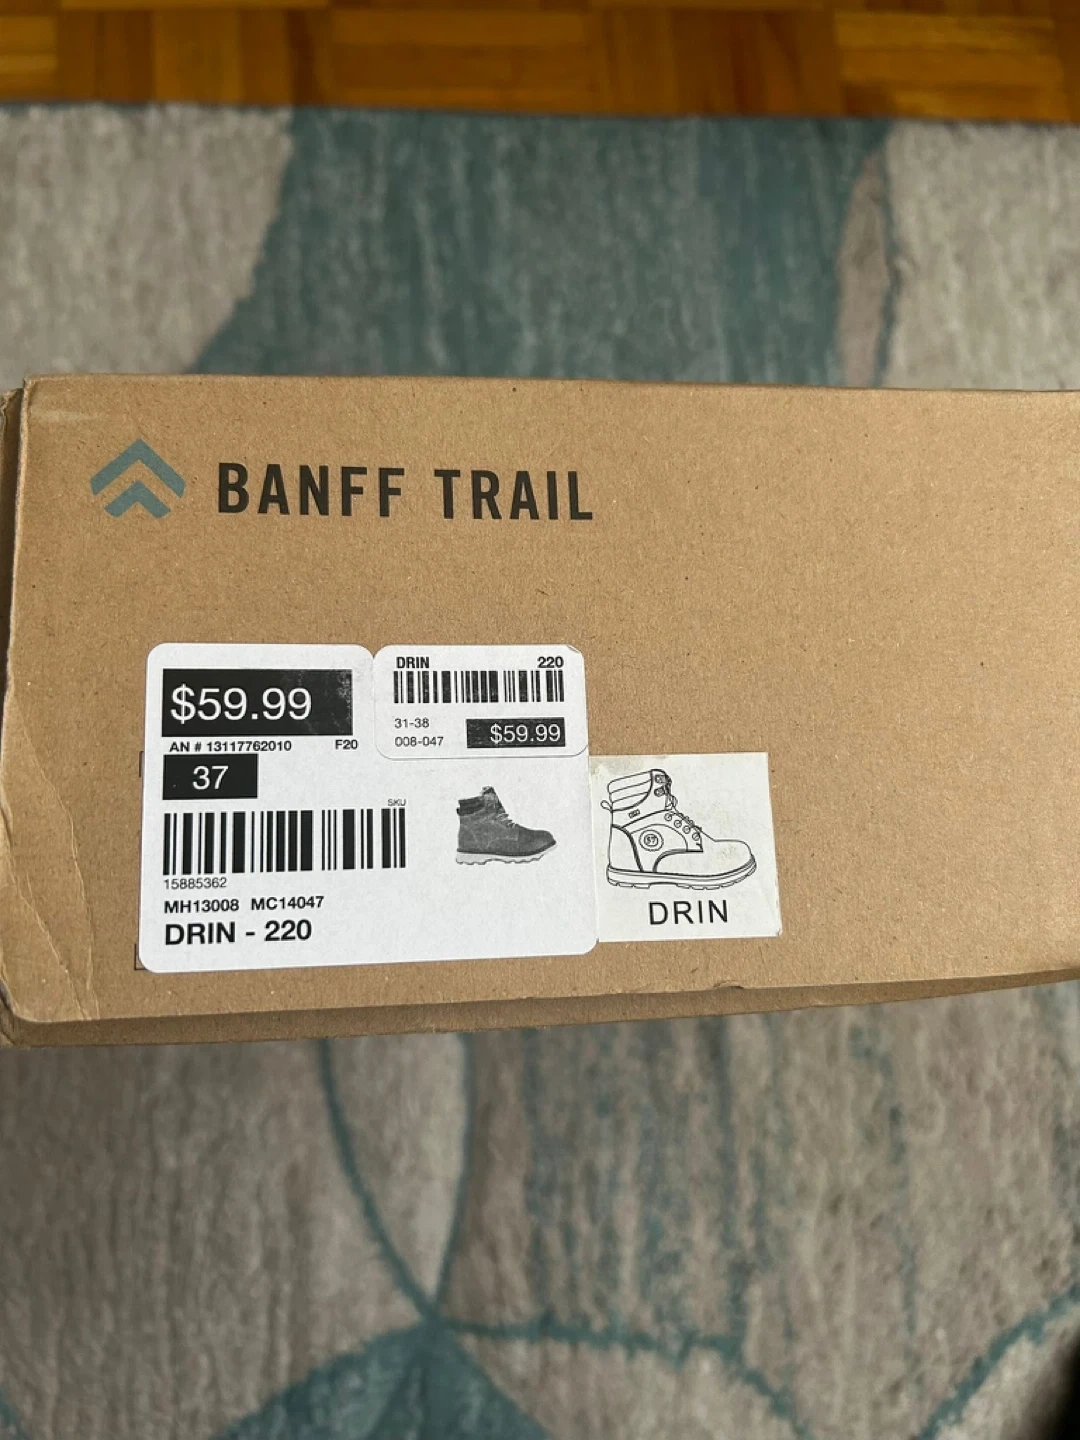 BANFF TRAIL
$59.99
AN # 13117762010 F20
37
SKU
15885362
MH13008 MC14047
DRIN - 220
DRIN 220
31-38
008-047 $59.99
37
DRIN